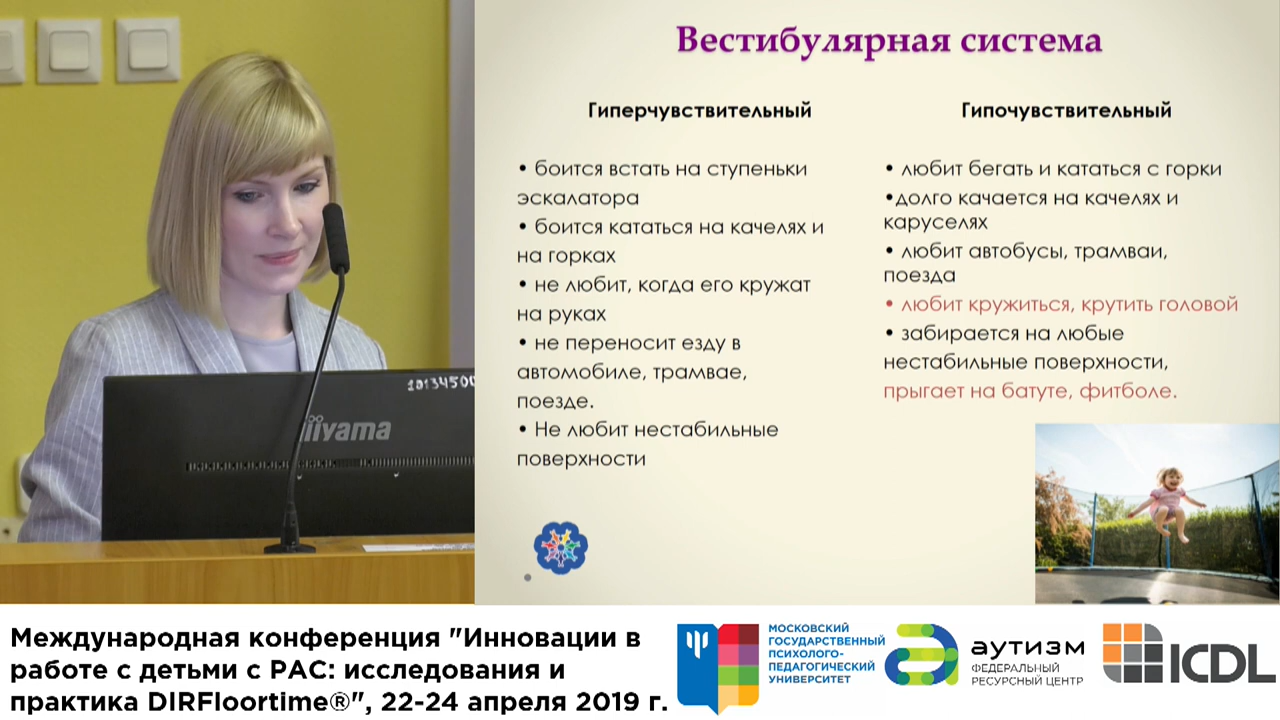 Вестибулярная система
Гиперчувствительный
• боится встать на ступеньки
эскалатора
• боится кататься на качелях и
на горках
• не любит, когда его кружат
на руках
• не переносит езду в
автомобиле, трамвае,
поезде.
• Не любит нестабильные
поверхности
Гипочувствительный
• любит бегать и кататься с горки
•долго качается на качелях и
каруселях
• любит автобусы, трамваи,
поезда
• любит кружиться, крутить головой
• забирается на любые
нестабильные поверхности,
прыгает на батуте, фитболе.
iiyama
Международная конференция "Инновации в
работе с детьми с РАС: исследования и
практика DIRFloortime®", 22-24 апреля 2019 г.
МОСКОВСКИЙ
ГОСУДАРСТВЕННЫЙ
ПСИХОЛОГО-
ПЕДАГОГИЧЕСКИЙ
УНИВЕРСИТЕТ
аутизм
ФЕДЕРАЛЬНЫЙ
РЕСУРСНЫЙ ЦЕНТР
ICDL